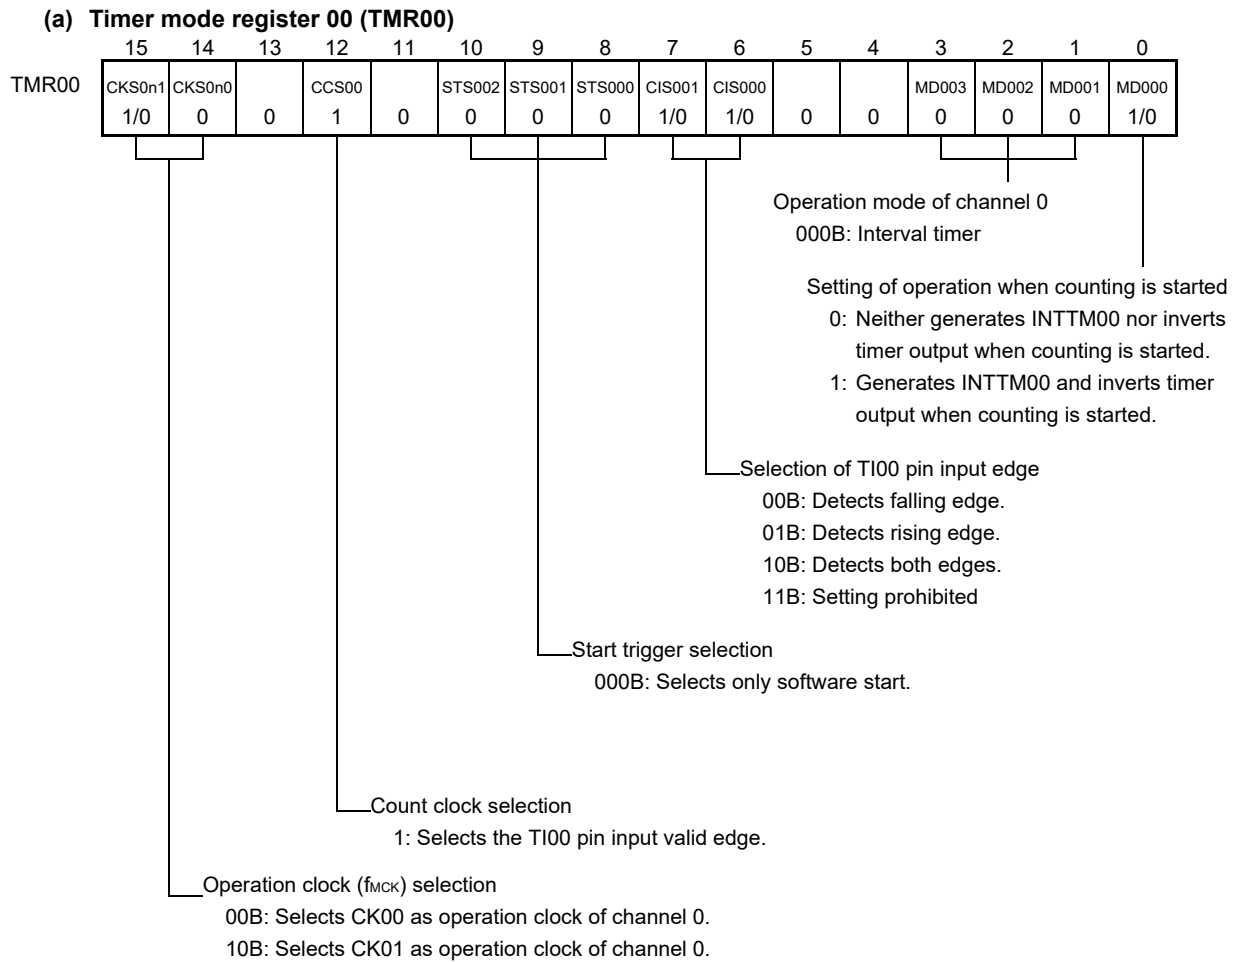 (a) Timer mode register 00 (TMR00)
15 14 13 12 11 10 9 8 7 6 5 4 3 2 1 0
TMR00 CKS0n1 CKS0n0 CCS00 STS002 STS001 STS000 CIS001 CIS000 MD003 MD002 MD001 MD000
1/0 0 0 1 0 0 0 0 1/0 1/0 0 0 0 0 0 1/0
Operation mode of channel 0
000B: Interval timer
Setting of operation when counting is started
0: Neither generates INTTM00 nor inverts
timer output when counting is started.
1: Generates INTTM00 and inverts timer
output when counting is started.
Selection of TI00 pin input edge
00B: Detects falling edge.
01B: Detects rising edge.
10B: Detects both edges.
11B: Setting prohibited
Start trigger selection
000B: Selects only software start.
Count clock selection
1: Selects the TI00 pin input valid edge.
Operation clock (fMCK) selection
00B: Selects CK00 as operation clock of channel 0.
10B: Selects CK01 as operation clock of channel 0.